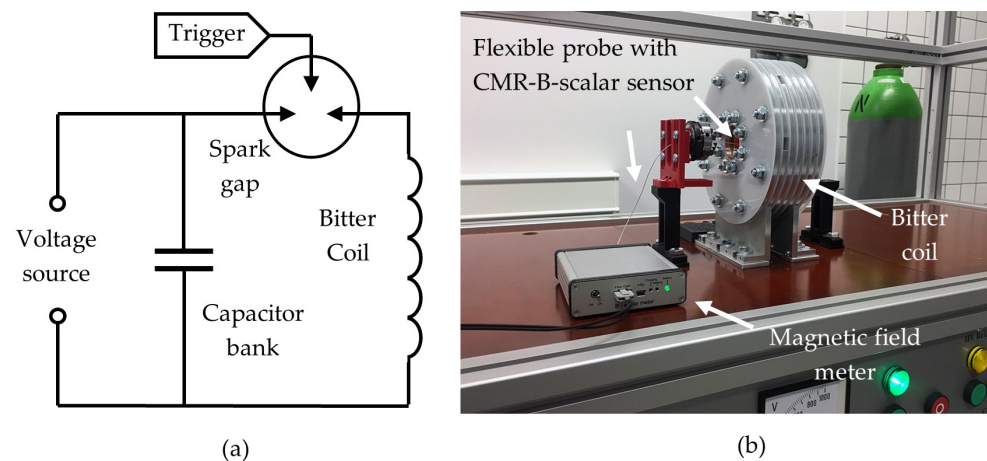 Trigger
Spark
gap
Voltage
source
Bitter
Coil
Capacitor
bank
(a)
Flexible probe with
CMR-B-scalar sensor
N
Bitter
coil
Magnetic field
meter
meter
V
(b)